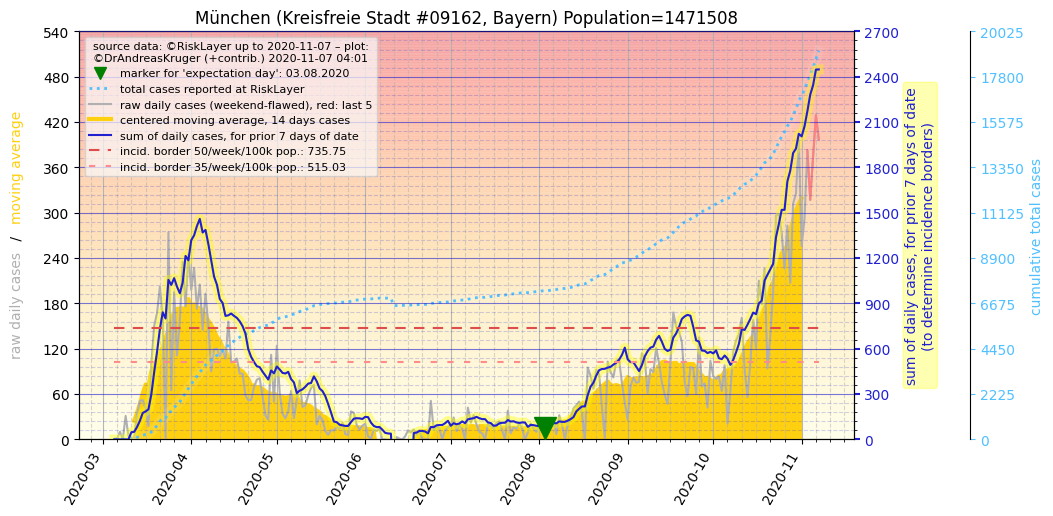 München (Kreisfreie Stadt #09162, Bayern) Population=1471508
source data: ©RiskLayer up to 2020-11-07 – plot:
©DrAndreasKruger (+contrib.) 2020-11-07 04:01
marker for 'expectation day': 03.08.2020
total cases reported at RiskLayer
raw daily cases (weekend-flawed), red: last 5
centered moving average, 14 days cases
sum of daily cases, for prior 7 days of date
incid. border 50/week/100k pop.: 735.75
incid. border 35/week/100k pop.: 515.03
raw daily cases / moving average
540
480
420
360
300
240
180
120
60
0
2020-03
2020-04
2020-05
2020-06
2020-07
2020-08
2020-09
2020-10
2020-11
2700
2400
2100
1800
1500
1200
900
600
300
0
sum of daily cases, for prior 7 days of date
(to determine incidence borders)
20025
17800
15575
13350
11125
8900
6675
4450
2225
0
cumulative total cases